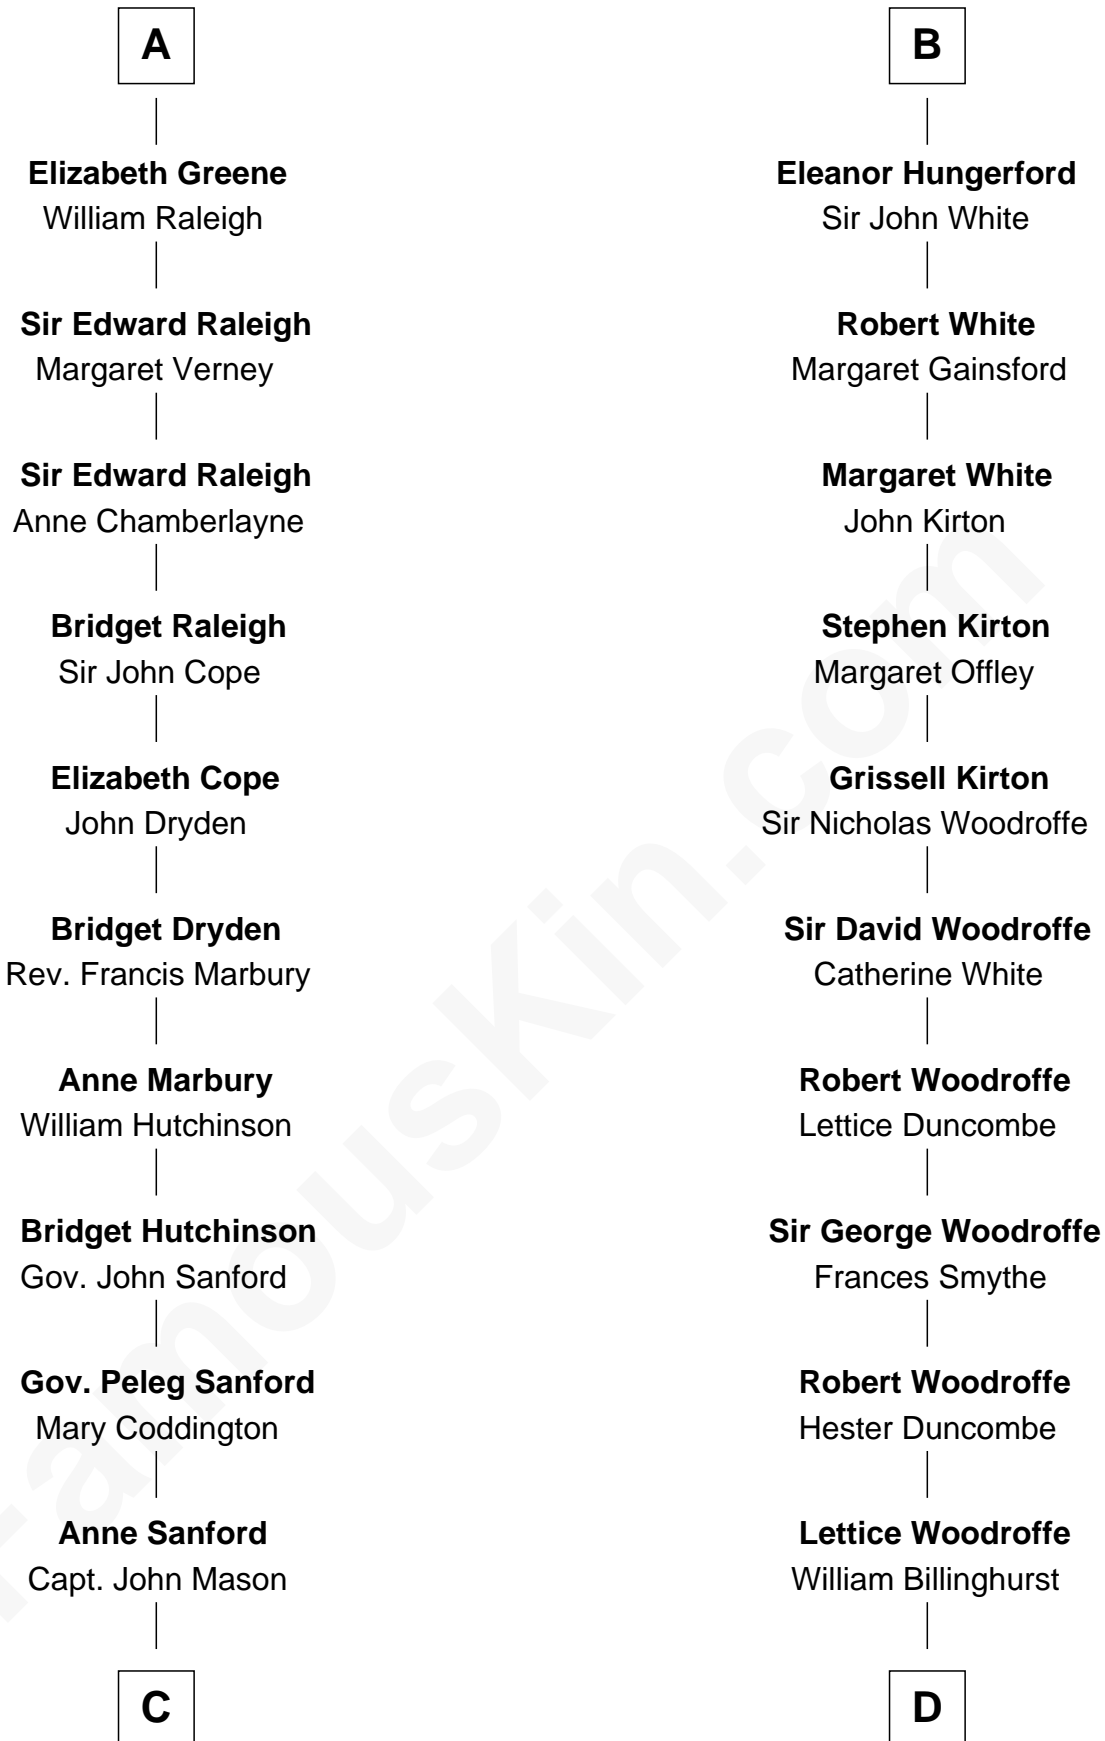 A
Elizabeth Greene
William Raleigh
Sir Edward Raleigh
Margaret Verney
Sir Edward Raleigh
Anne Chamberlayne
Bridget Raleigh
Sir John Cope
Elizabeth Cope
John Dryden
Bridget Dryden
Rev. Francis Marbury
Anne Marbury
William Hutchinson
Bridget Hutchinson
Gov. John Sanford
Gov. Peleg Sanford
Mary Coddington
Anne Sanford
Capt. John Mason
C
B
Eleanor Hungerford
Sir John White
Robert White
Margaret Gainsford
Margaret White
John Kirton
Stephen Kirton
Margaret Offley
Grissell Kirton
Sir Nicholas Woodroffe
Sir David Woodroffe
Catherine White
Robert Woodroffe
Lettice Duncombe
Sir George Woodroffe
Frances Smythe
Robert Woodroffe
Hester Duncombe
Lettice Woodroffe
William Billinghurst
D
FamousKin.com